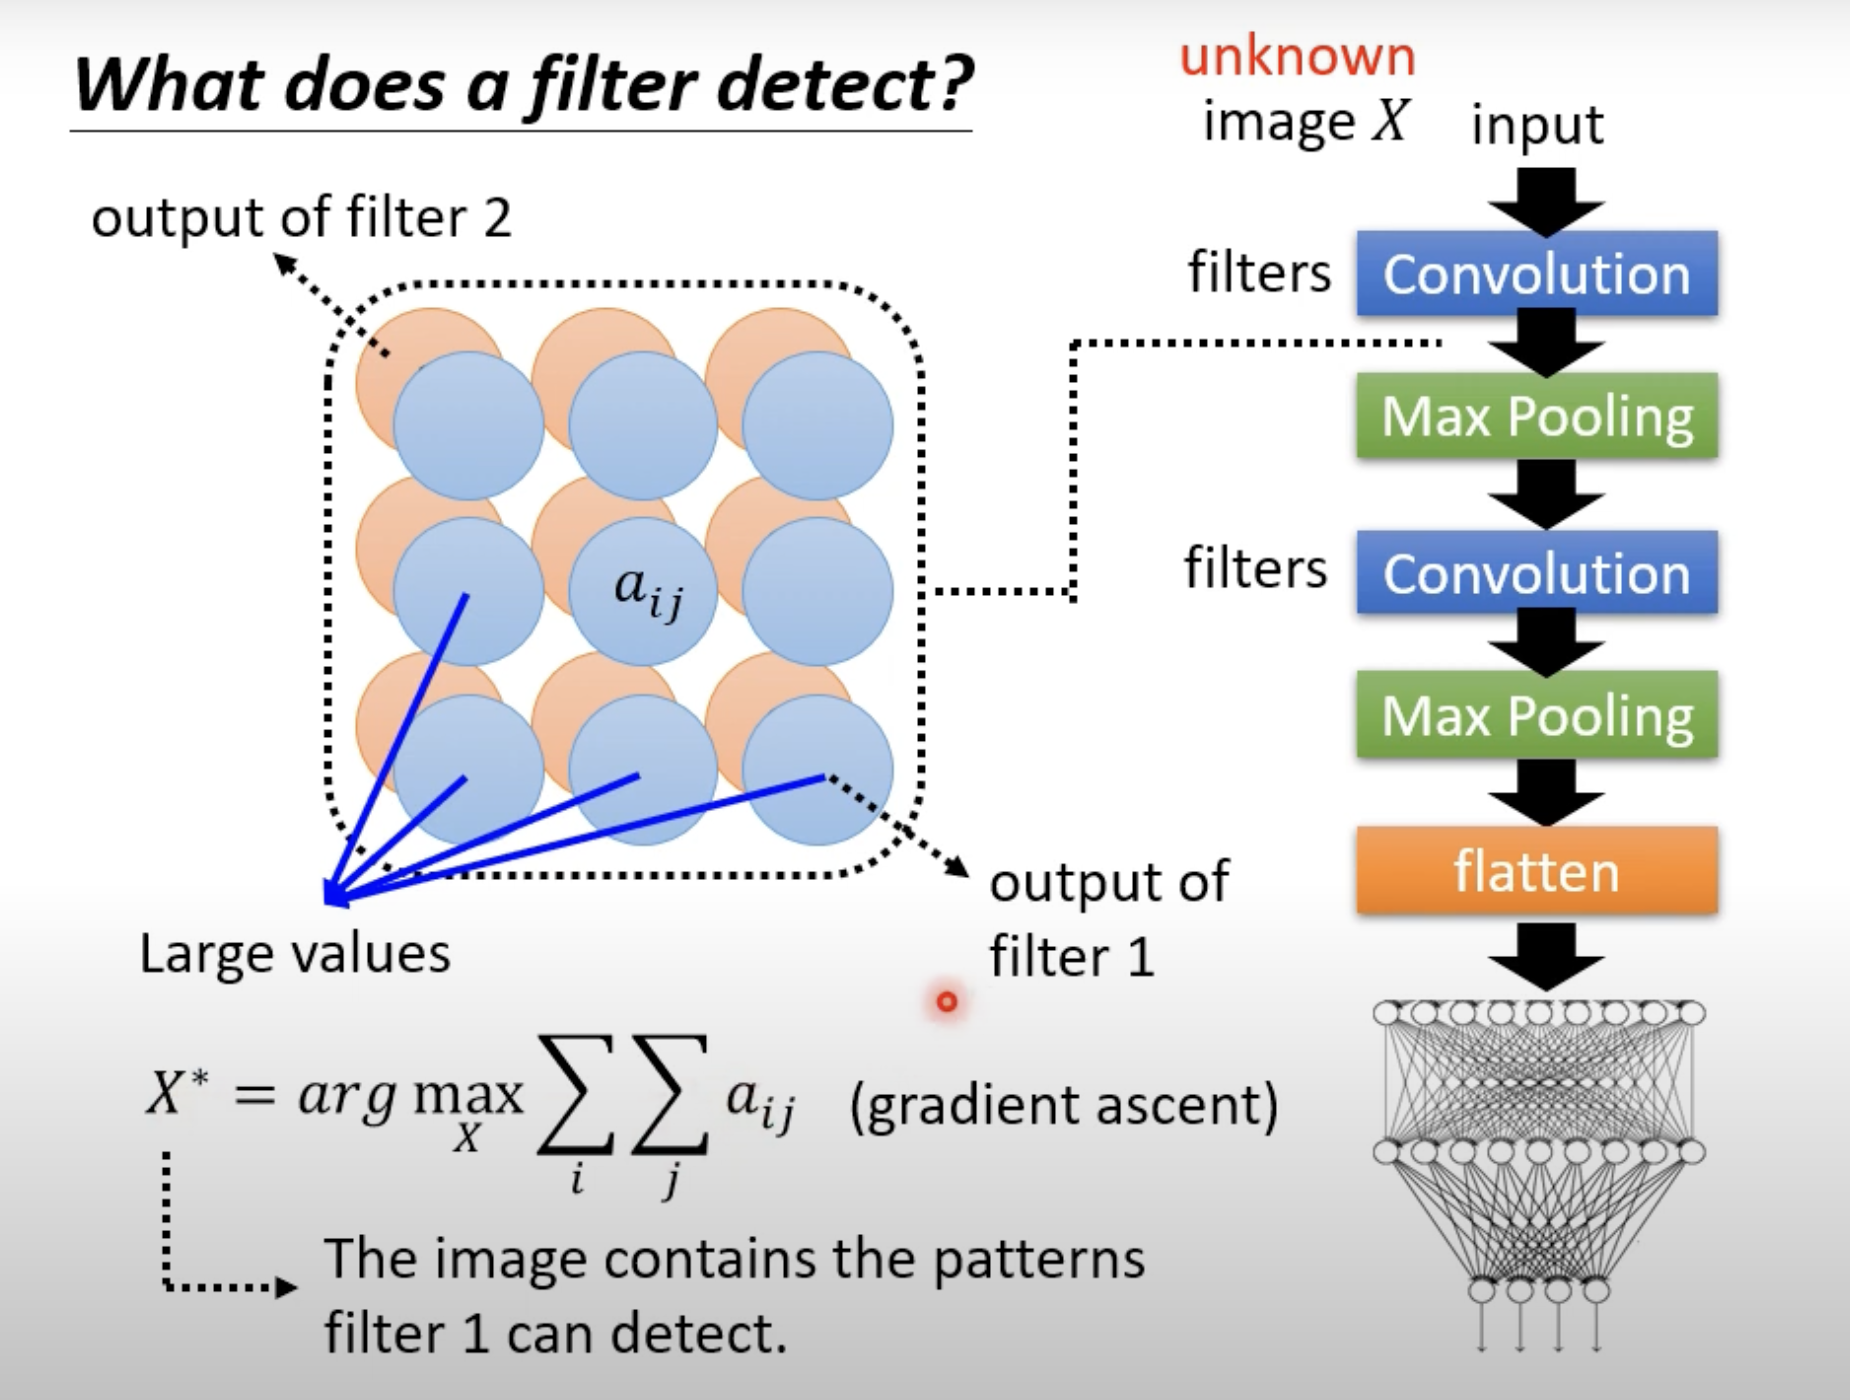 What does a filter detect?
unknown
image X
input
output of filter 2
filters
Convolution
Max Pooling
filters
Convolution
a_{ij}
Max Pooling
flatten
output of
filter 1
Large values
X^* = arg max_X ∑_i ∑_j a_{ij} (gradient ascent)
The image contains the patterns
filter 1 can detect.